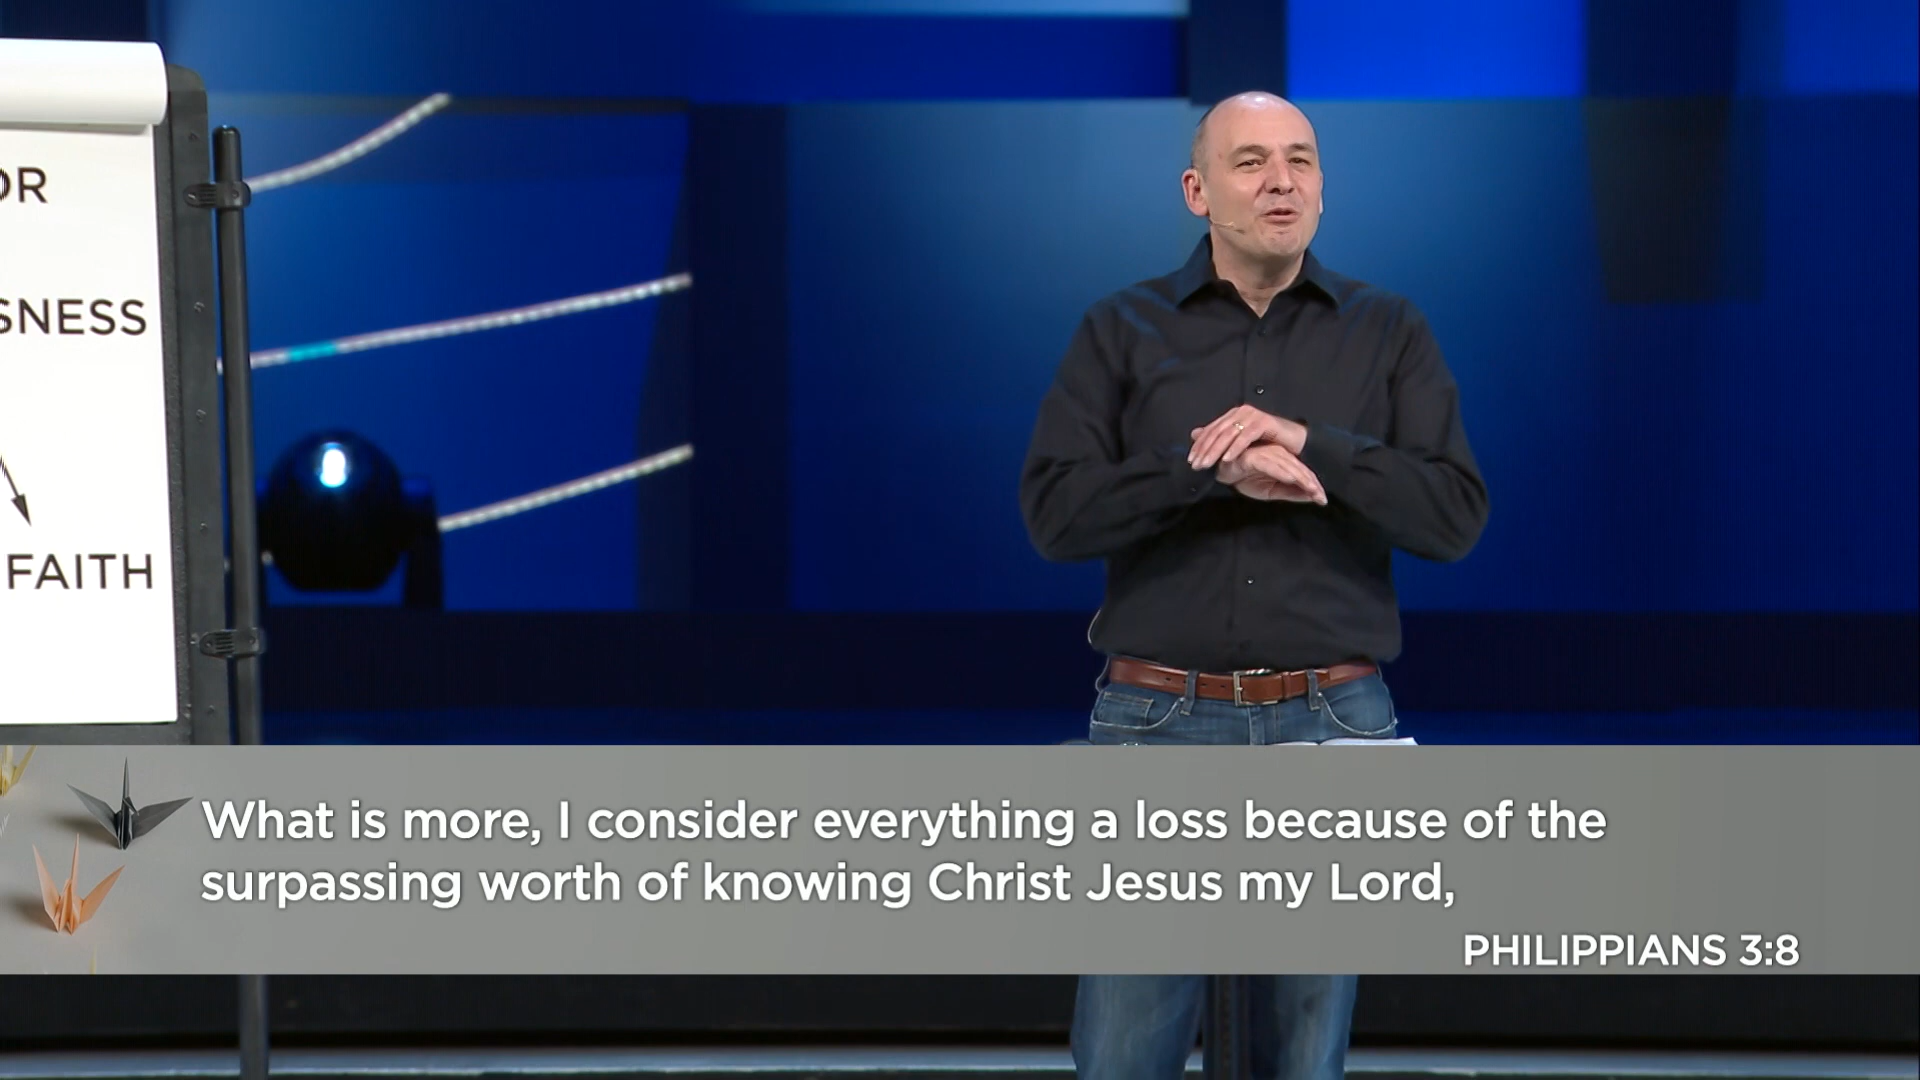 OR
SNESS
FAITH
What is more, I consider everything a loss because of the
surpassing worth of knowing Christ Jesus my Lord,
PHILIPPIANS 3:8